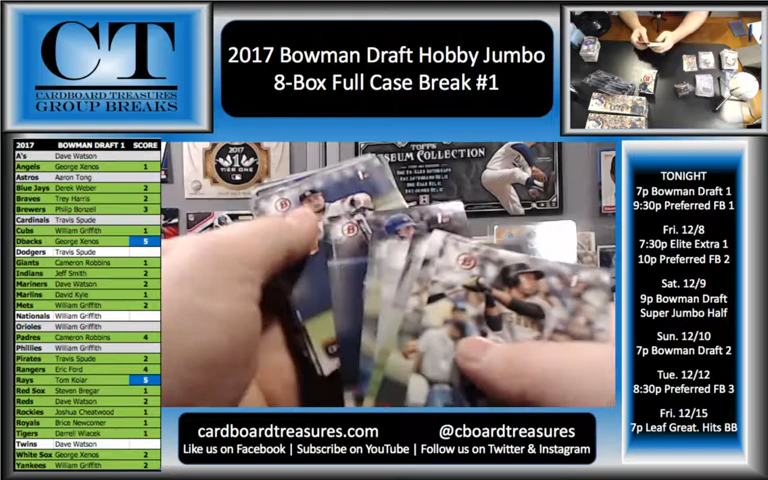 CT
CARDBOARD TREASURES
GROUP BREAKS
2017 Bowman Draft Hobby Jumbo
8-Box Full Case Break #1
2017 BOWMAN DRAFT 1 SCORE
A's Dave Watson
Angels George Xenos 1
Astros Aaron Tong
Blue Jays Derek Weber 2
Braves Trey Harris 2
Brewers Philip Bonzell 3
Cardinals Travis Spude
Cubs William Griffith 1
Dbacks George Xenos 5
Dodgers Travis Spude
Giants Cameron Robbins 1
Indians Jeff Smith 2
Mariners Dave Watson 2
Marlins David Kyle 1
Mets William Griffith 2
Nationals William Griffith
Orioles William Griffith
Padres Cameron Robbins 4
Phillies William Griffith
Pirates Travis Spude 2
Rangers Eric Ford 4
Rays Tom Kolar 5
Red Sox Steven Bregar 1
Reds Dave Watson 2
Rockies Joshua Cheatwood 1
Royals Brice Newcomer 1
Tigers Darrell Wlacek 1
Twins Dave Watson
White Sox George Xenos 2
Yankees William Griffith 2
2017
1
TIER ONE
TOPPS
MUSEUM COLLECTION
TONIGHT
7p Bowman Draft 1
9:30p Preferred FB 1
Fri. 12/8
7:30p Elite Extra 1
10p Preferred FB 2
Sat. 12/9
9p Bowman Draft
Super Jumbo Half
Sun. 12/10
7p Bowman Draft 2
Tue. 12/12
8:30p Preferred FB 3
Fri. 12/15
7p Leaf Great. Hits BB
cardboardtreasures.com @cboardtreasures
Like us on Facebook | Subscribe on YouTube | Follow us on Twitter & Instagram